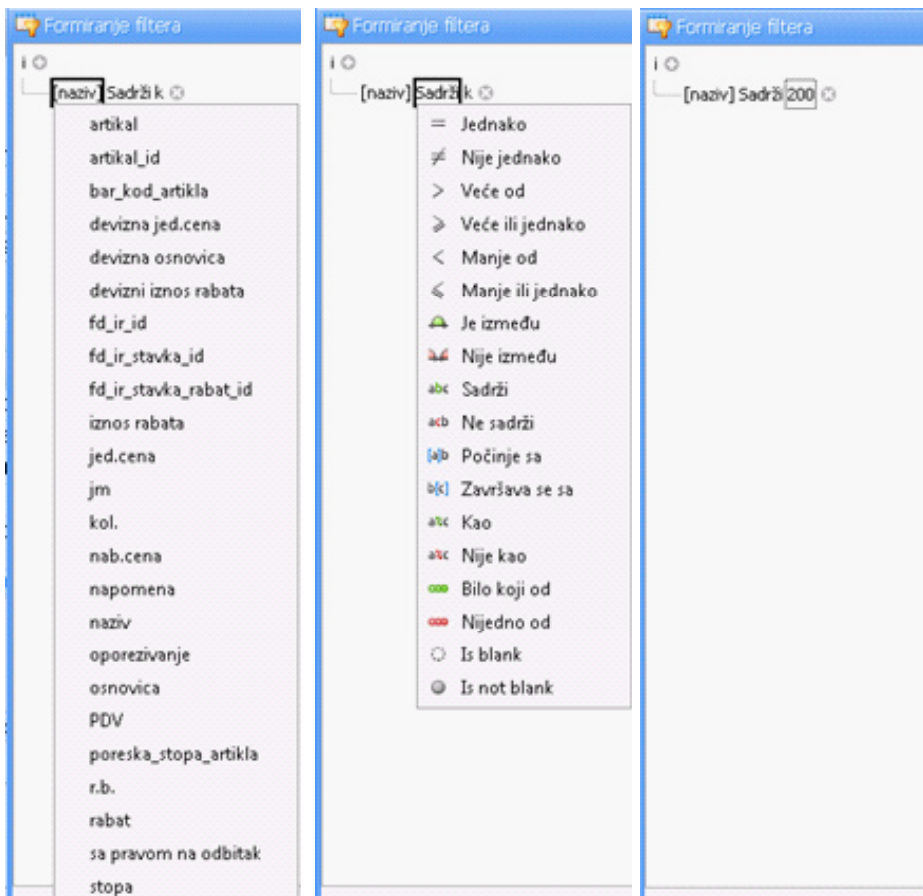 Formiranje filtera
i
[naziv] Sadrži k
artikal
artikal_id
bar_kod_artikla
devizna jed.cena
devizna osnovica
devizni iznos rabata
fd_ir_id
fd_ir_stavka_id
fd_ir_stavka_rabat_id
iznos rabata
jed.cena
jm
kol.
nab.cena
napomena
naziv
oporezivanje
osnovica
PDV
poreska_stopa_artikla
r.b.
rabat
sa pravom na odbitak
stopa
Formiranje filtera
i
[naziv] Sadrži k
= Jednako
≠ Nije jednako
> Veće od
⩾ Veće ili jednako
< Manje od
⩽ Manje ili jednako
Je između
Nije između
abc Sadrži
acb Ne sadrži
[a]b Počinje sa
b[c] Završava se sa
a%c Kao
a%c Nije kao
Bilo koji od
Nijedno od
Is blank
Is not blank
Formiranje filtera
i
[naziv] Sadrži 200